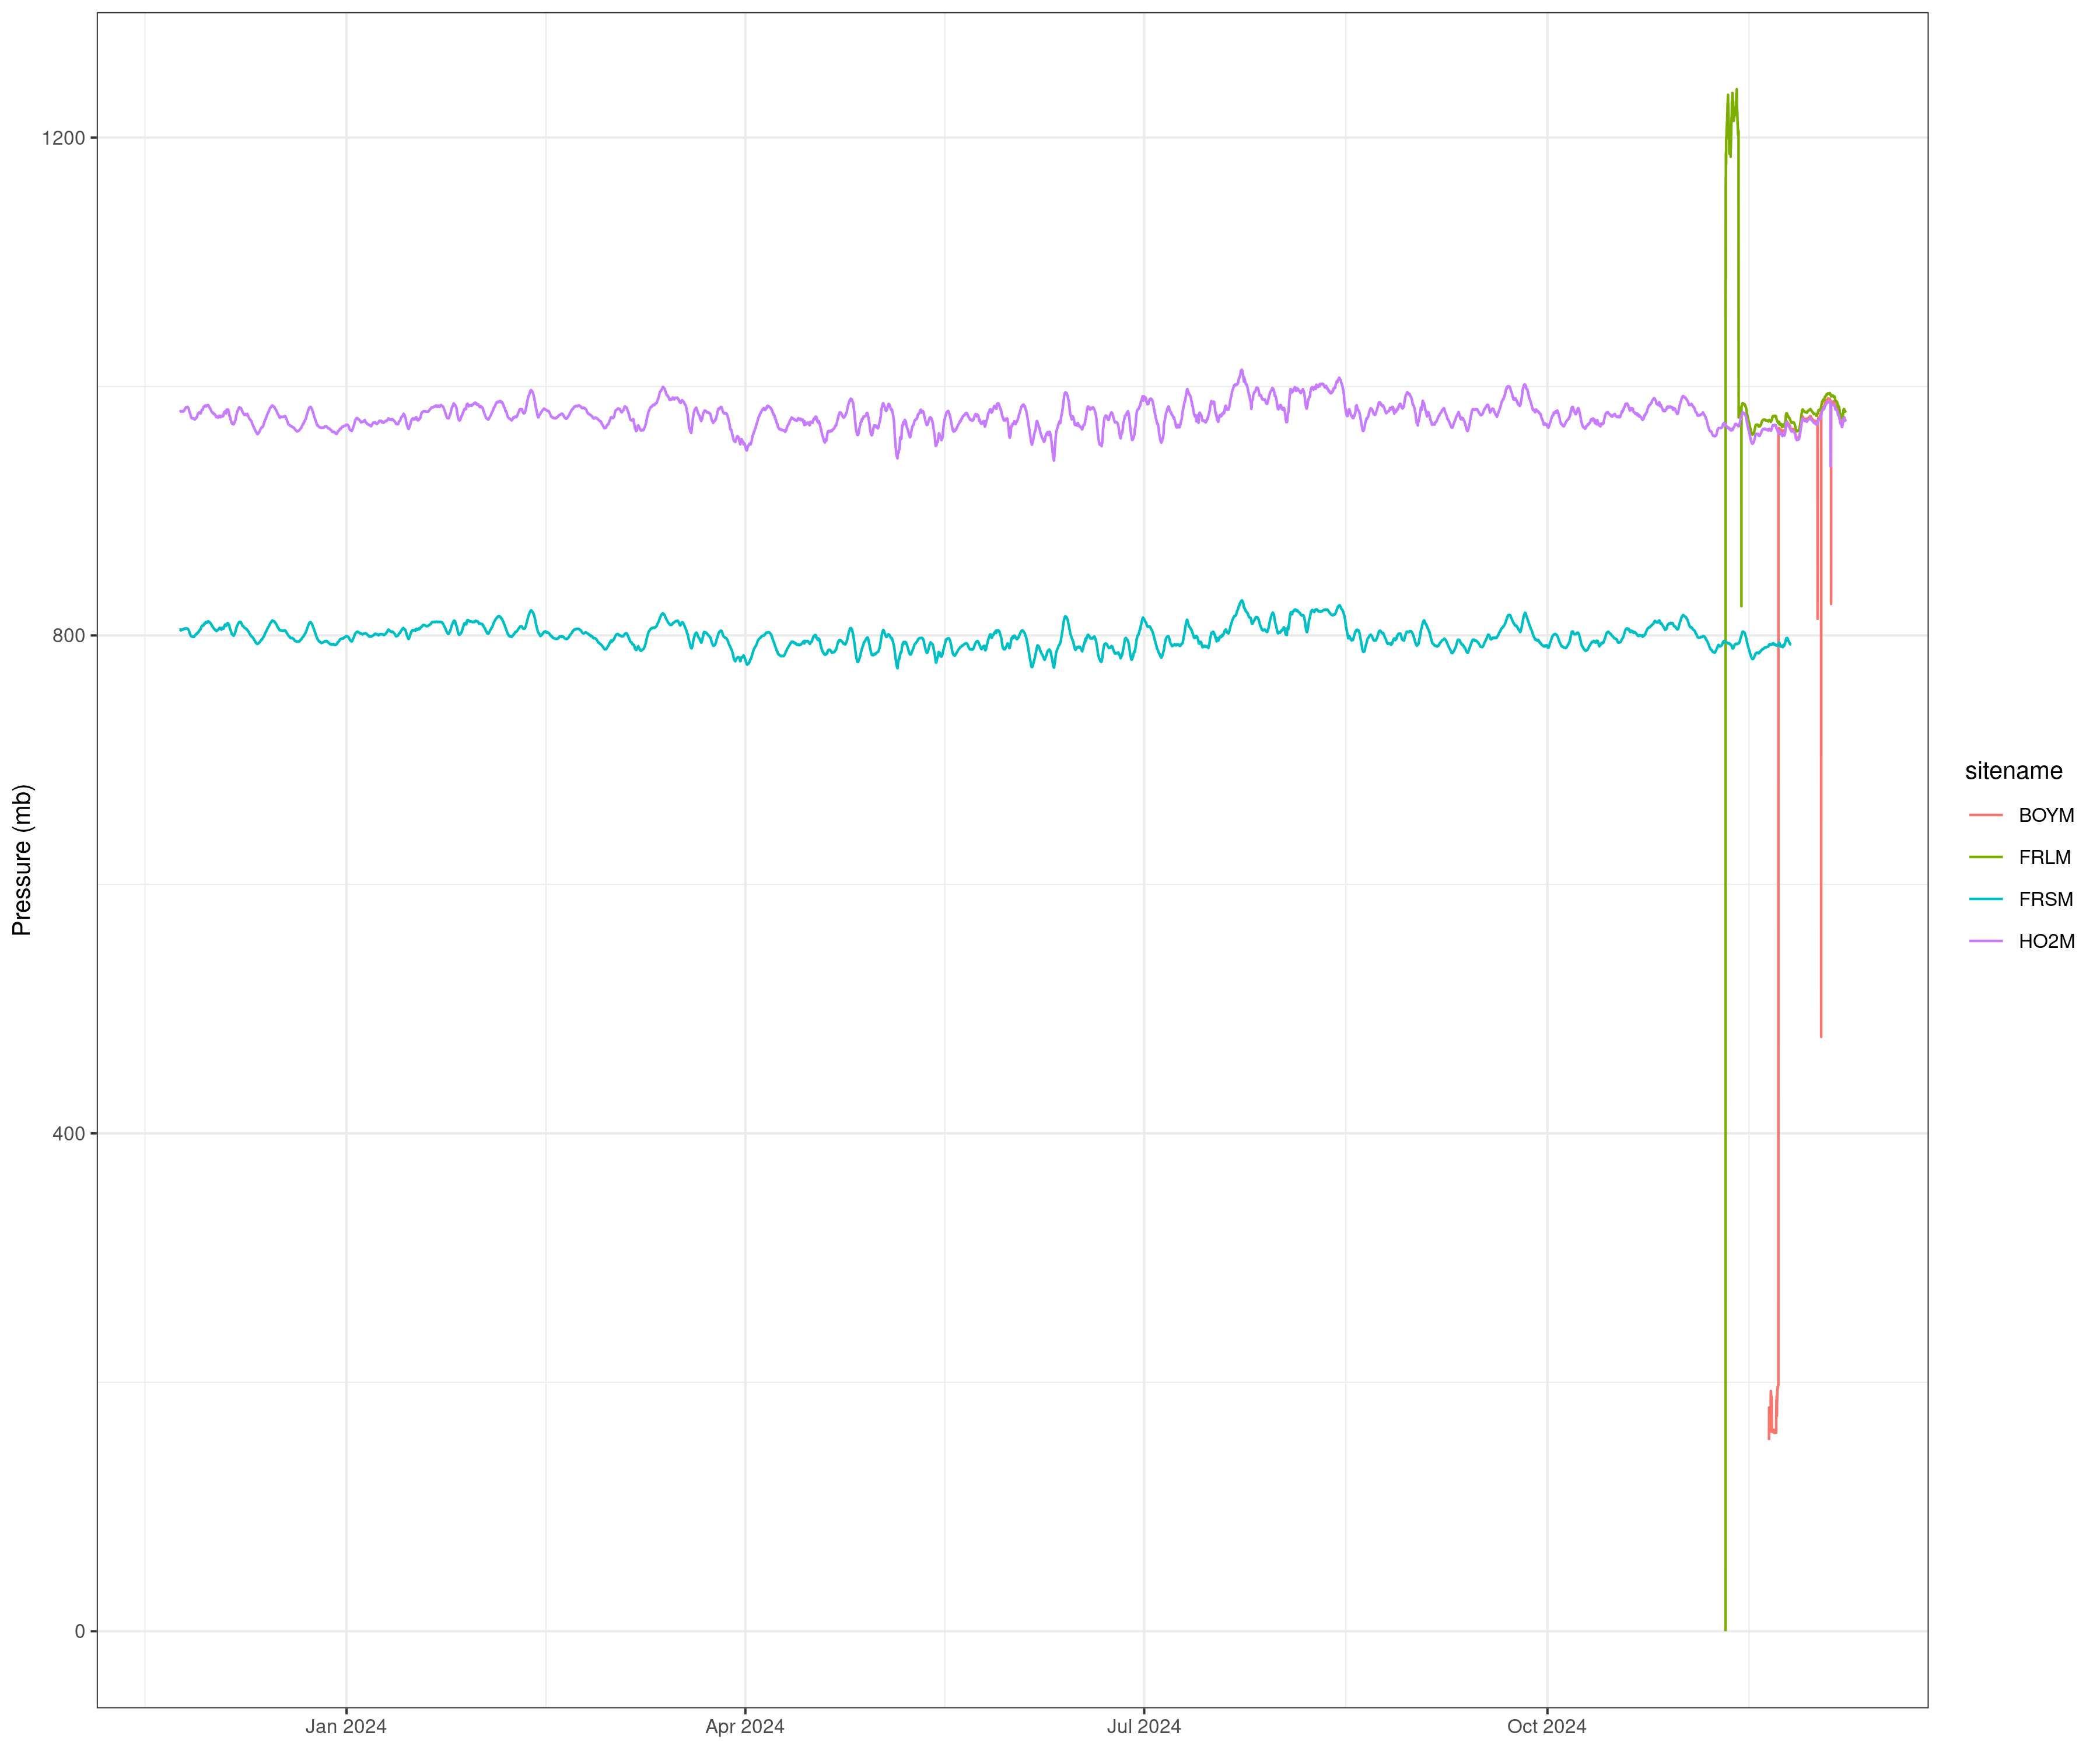 1200
800
400
0
Pressure (mb)
Jan 2024
Apr 2024
Jul 2024
Oct 2024
sitename
BOYM
FRLM
FRSM
HO2M